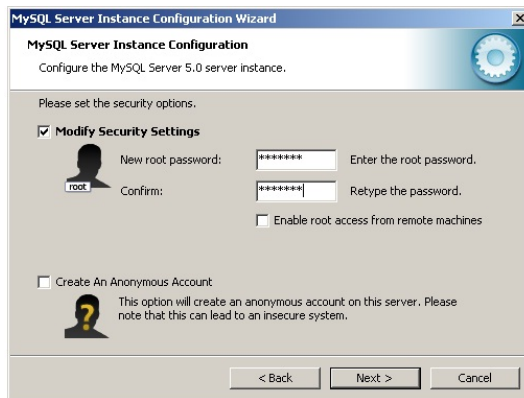 MySQL Server Instance Configuration Wizard
MySQL Server Instance Configuration
Configure the MySQL Server 5.0 server instance.
Please set the security options.
Modify Security Settings
root
New root password: ******* Enter the root password.
Confirm: ******* Retype the password.
Enable root access from remote machines
Create An Anonymous Account
?
This option will create an anonymous account on this server. Please
note that this can lead to an insecure system.
< Back Next > Cancel